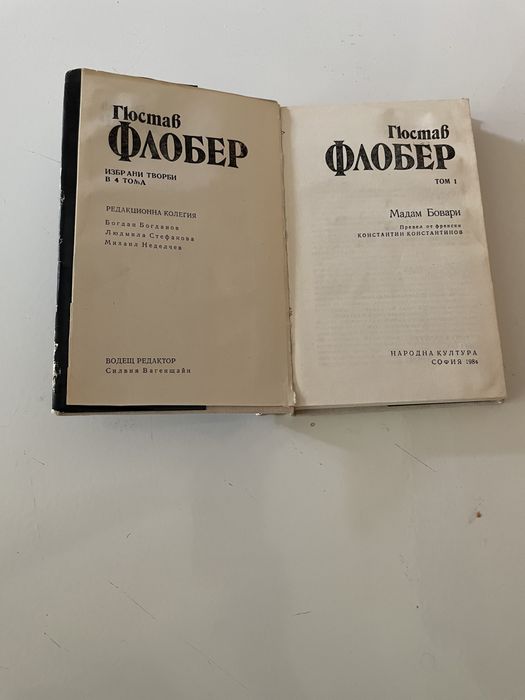 Гюстав
ФЛОБЕР
ИЗБРАНИ ТВОРБИ
В 4 ТОМА
РЕДАКЦИОННА КОЛЕГИЯ
Богдан Богданов
Людмила Стефанова
Михаил Неделчев
ВОДЕЩ РЕДАКТОР
Силвия Вагенщайн
Гюстав
ФЛОБЕР
ТОМ 1
Мадам Бовари
Превел от френски
КОНСТАНТИН КОНСТАНТИНОВ
НАРОДНА КУЛТУРА
СОФИЯ 1984